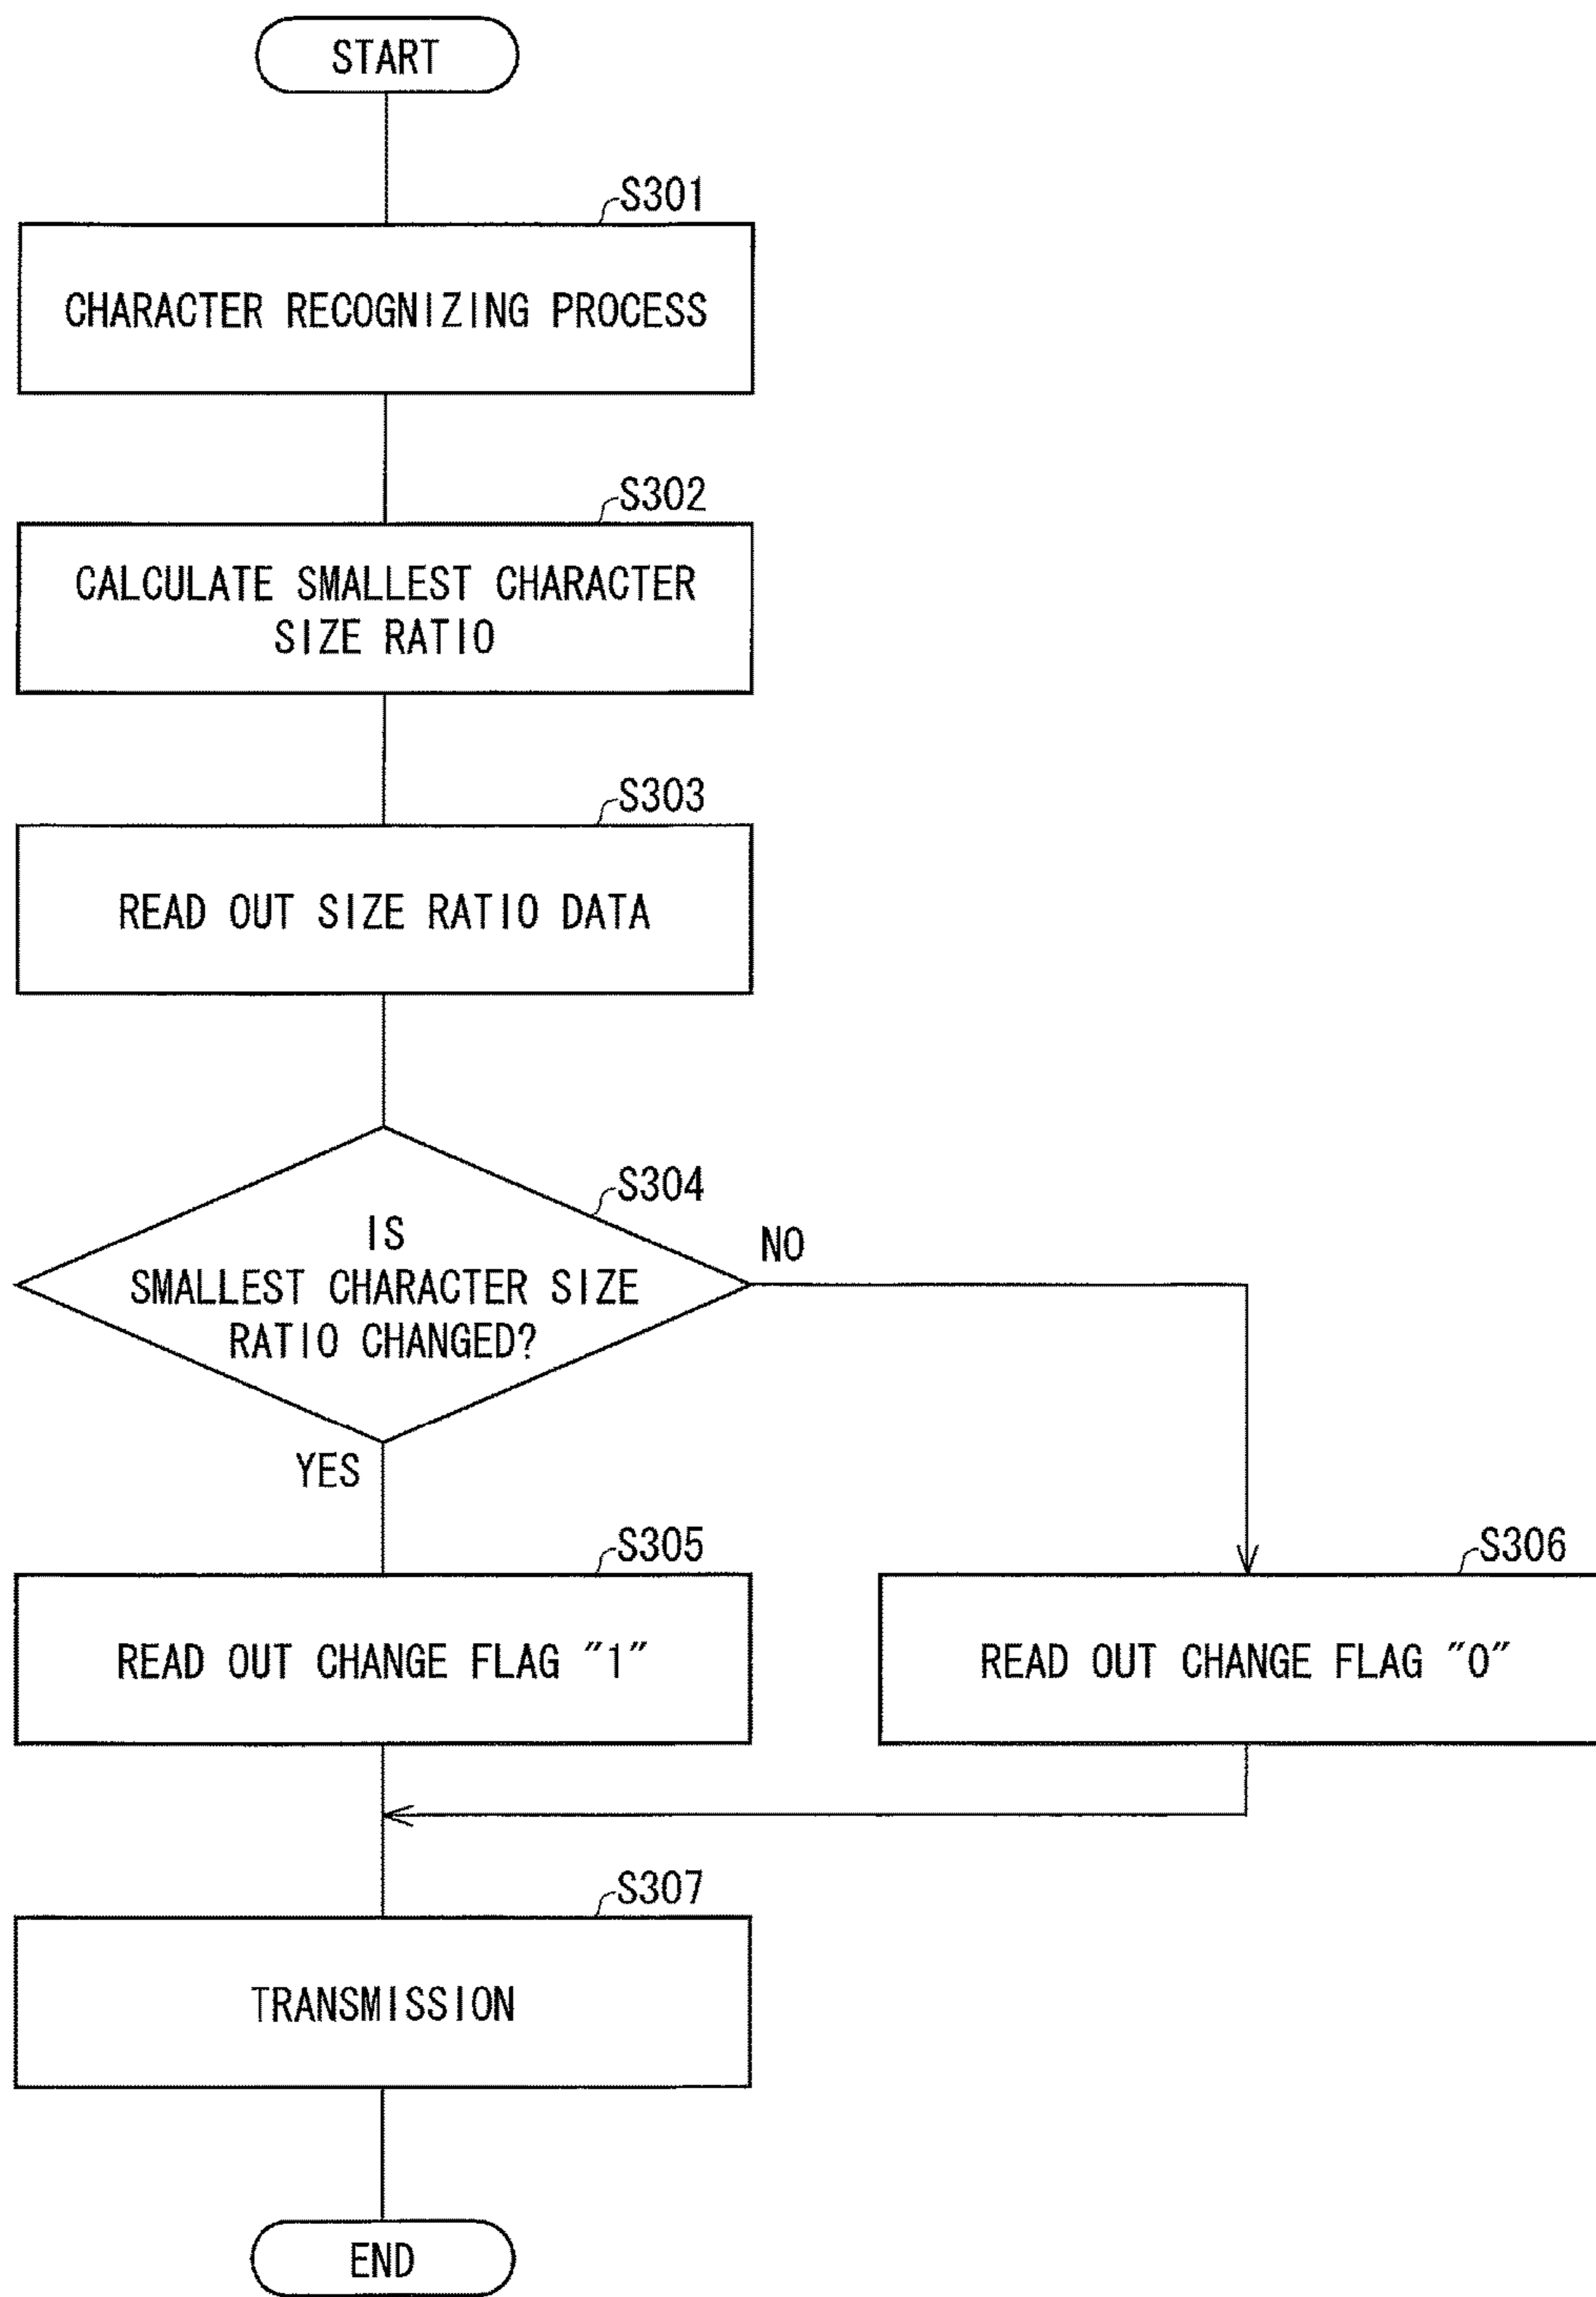 START
S301
CHARACTER RECOGNIZING PROCESS
S302
CALCULATE SMALLEST CHARACTER
SIZE RATIO
S303
READ OUT SIZE RATIO DATA
S304
IS
SMALLEST CHARACTER SIZE
RATIO CHANGED?
NO
YES
S305
READ OUT CHANGE FLAG "1"
S306
READ OUT CHANGE FLAG "0"
S307
TRANSMISSION
END